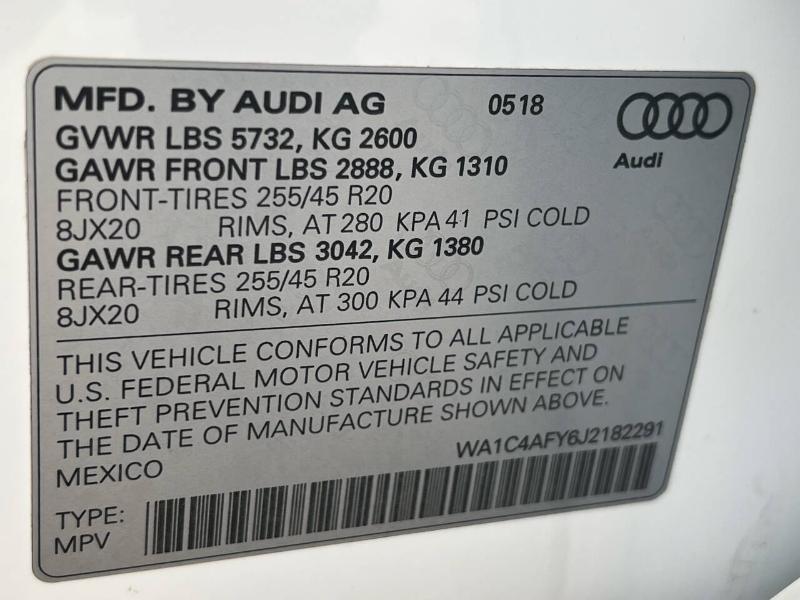 MFD. BY AUDI AG 0518
Audi
GVWR LBS 5732, KG 2600
GAWR FRONT LBS 2888, KG 1310
FRONT-TIRES 255/45 R20
8JX20 RIMS, AT 280 KPA 41 PSI COLD
GAWR REAR LBS 3042, KG 1380
REAR-TIRES 255/45 R20
8JX20 RIMS, AT 300 KPA 44 PSI COLD
THIS VEHICLE CONFORMS TO ALL APPLICABLE
U.S. FEDERAL MOTOR VEHICLE SAFETY AND
THEFT PREVENTION STANDARDS IN EFFECT ON
THE DATE OF MANUFACTURE SHOWN ABOVE.
MEXICO
WA1C4AFY6J2182291
TYPE:
MPV